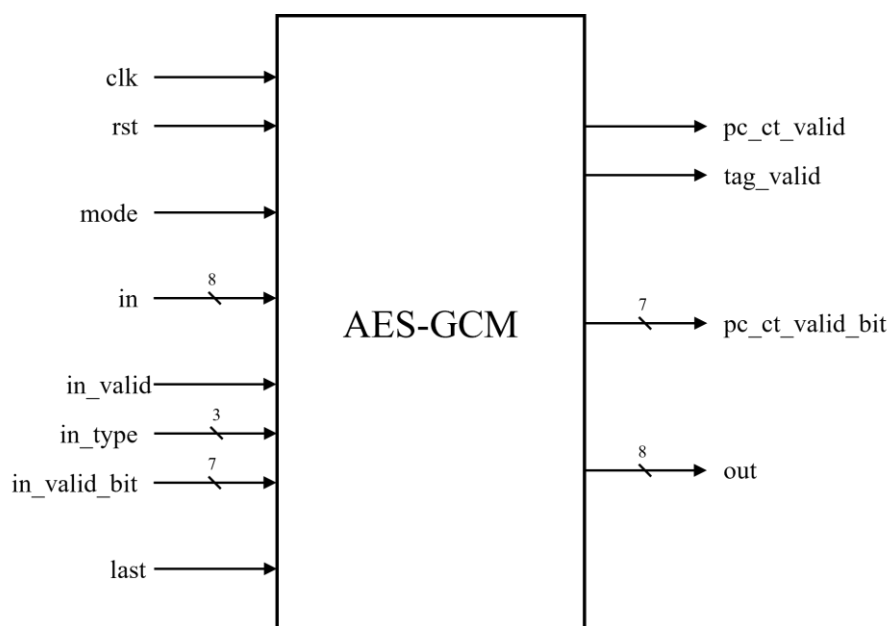 clk
rst
mode
8
in
in_valid
3
in_type
7
in_valid_bit
last
AES-GCM
pc_ct_valid
tag_valid
7
pc_ct_valid_bit
8
out